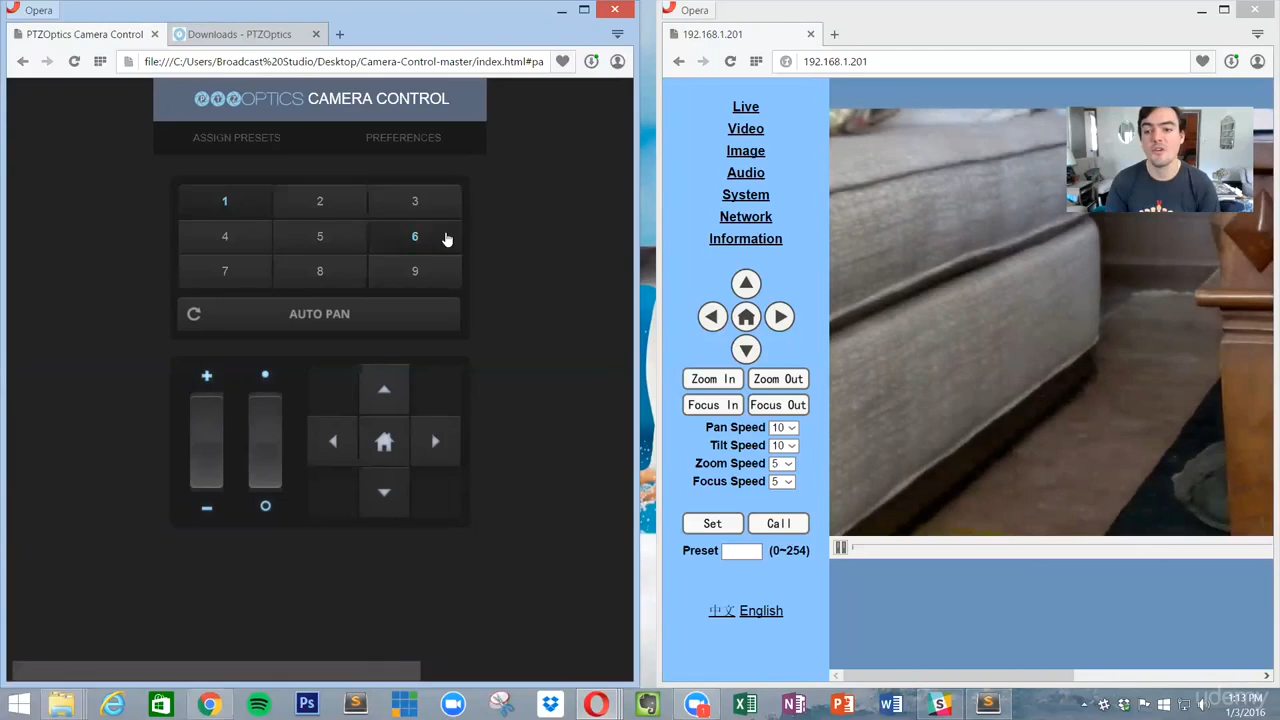 Opera
PTZOptics Camera Control
Downloads - PTZOptics
file:///C:/Users/Broadcast%20Studio/Desktop/Camera-Control-master/index.html#pa
PTZOPTICS CAMERA CONTROL
ASSIGN PRESETS PREFERENCES
1 2 3
4 5 6
7 8 9
AUTO PAN
Opera
192.168.1.201
192.168.1.201
Live
Video
Image
Audio
System
Network
Information
Zoom In Zoom Out
Focus In Focus Out
Pan Speed 10
Tilt Speed 10
Zoom Speed 5
Focus Speed 5
Set Call
Preset (0~254)
中文 English
udemy
1:13 PM
1/3/2016